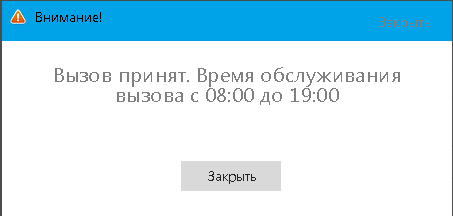 Внимание!
Вызов принят. Время обслуживания
вызова с 08:00 до 19:00
Закрыть